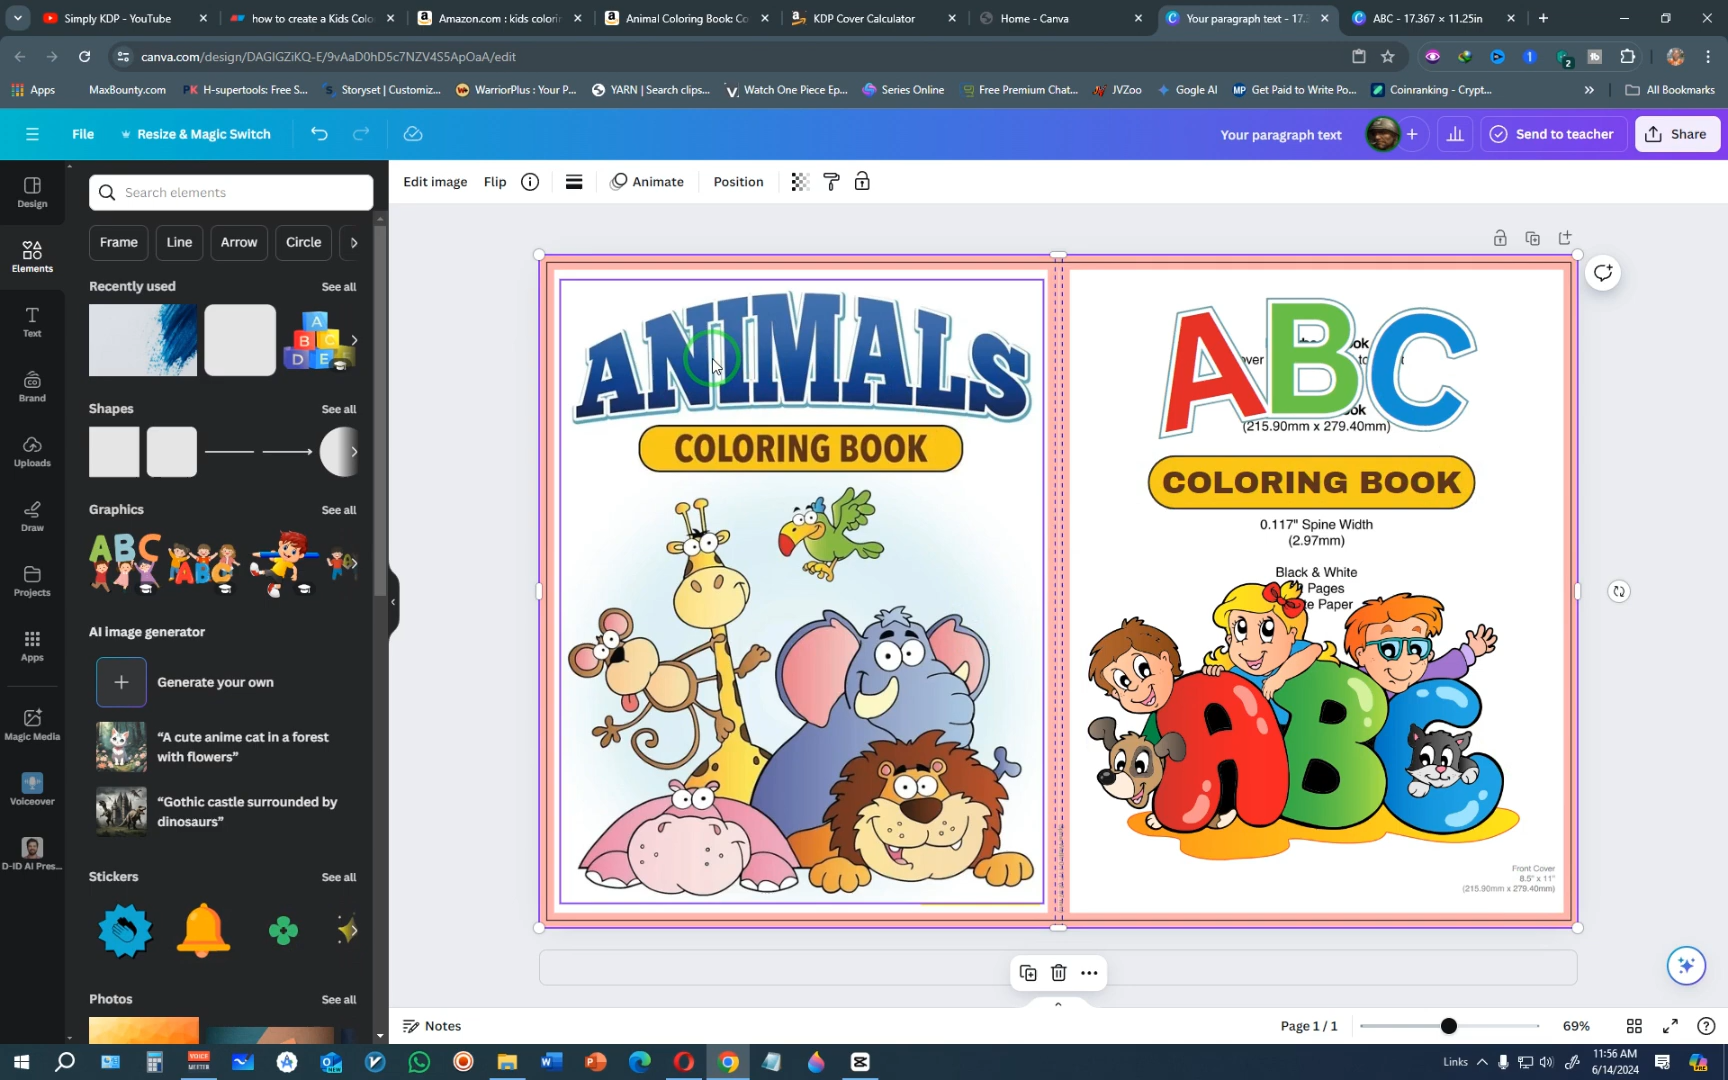 Simply KDP - YouTube
how to create a Kids Colo
Amazon.com : kids colorin
Animal Coloring Book: Co
KDP Cover Calculator
Home - Canva
Your paragraph text - 17.3
ABC - 17.367 × 11.25in
canva.com/design/DAGIGZiKQ-E/9vAaD0hD5c7NZV4S5ApOaA/edit
Apps
MaxBounty.com
H-supertools: Free S...
Storyset | Customiz...
WarriorPlus : Your P...
YARN | Search clips...
Watch One Piece Ep...
Series Online
Free Premium Chat...
JVZoo
Gogle AI
Get Paid to Write Po...
Coinranking - Crypt...
All Bookmarks
File
Resize & Magic Switch
Your paragraph text
Send to teacher
Share
Design
Elements
Text
Brand
Uploads
Draw
Projects
Apps
Magic Media
Voiceover
D-ID AI Pres...
Search elements
Frame
Line
Arrow
Circle
Recently used
See all
Shapes
See all
Graphics
See all
AI image generator
Generate your own
“A cute anime cat in a forest
with flowers”
“Gothic castle surrounded by
dinosaurs”
Stickers
See all
Photos
See all
Edit image
Flip
Animate
Position
ANIMALS
COLORING BOOK
ABC
(215.90mm x 279.40mm)
COLORING BOOK
0.117" Spine Width
(2.97mm)
Black & White
Pages
Paper
ABC
Front Cover
8.5" x 11"
(215.90mm x 279.40mm)
Notes
Page 1 / 1
69%
Links
11:56 AM
6/14/2024